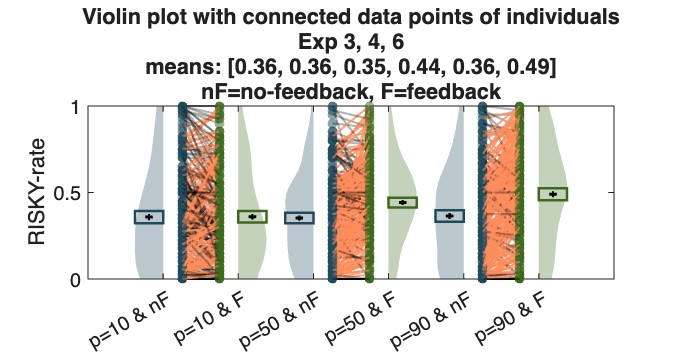 Violin plot with connected data points of individuals
Exp 3, 4, 6
means: [0.36, 0.36, 0.35, 0.44, 0.36, 0.49]
nF=no-feedback, F=feedback
1
0.5
0
RISKY-rate
p=10 & nF
p=10 & F
p=50 & nF
p=50 & F
p=90 & nF
p=90 & F